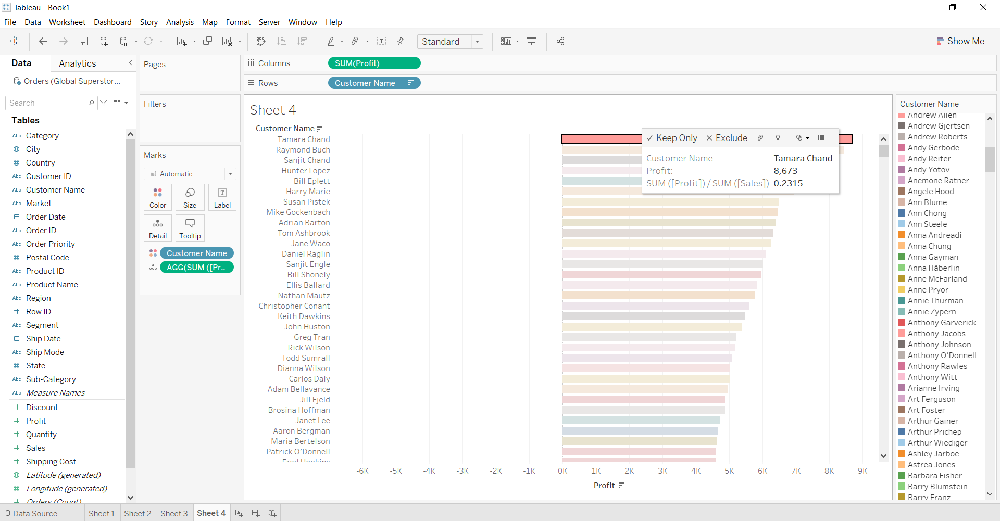 Tableau - Book1
File Data Worksheet Dashboard Story Analysis Map Format Server Window Help
Standard
Show Me
Data Analytics
Orders (Global Superstor...
Search
Tables
Abc Category
City
Country
Abc Customer ID
Abc Customer Name
Abc Market
Order Date
Abc Order ID
Abc Order Priority
Postal Code
Abc Product ID
Abc Product Name
Abc Region
# Row ID
Abc Segment
Ship Date
Abc Ship Mode
State
Abc Sub-Category
Abc Measure Names
# Discount
# Profit
# Quantity
# Sales
# Shipping Cost
Latitude (generated)
Longitude (generated)
# Orders (Count)
Pages
Filters
Marks
Automatic
Color Size Label
Detail Tooltip
Customer Name
AGG(SUM ([Pr..
Columns SUM(Profit)
Rows Customer Name
Sheet 4
Customer Name
Tamara Chand
Raymond Buch
Sanjit Chand
Hunter Lopez
Bill Eplett
Harry Marie
Susan Pistek
Mike Gockenbach
Adrian Barton
Tom Ashbrook
Jane Waco
Daniel Raglin
Sanjit Engle
Bill Shonely
Ellis Ballard
Nathan Mautz
Christopher Conant
Keith Dawkins
John Huston
Greg Tran
Rick Wilson
Todd Sumrall
Dianna Wilson
Carlos Daly
Adam Bellavance
Jill Fjeld
Brosina Hoffman
Janet Lee
Aaron Bergman
Maria Bertelson
Patrick O'Donnell
Fred Hopkins
Keep Only Exclude
Customer Name: Tamara Chand
Profit: 8,673
SUM ([Profit]) / SUM ([Sales]): 0.2315
-6K -5K -4K -3K -2K -1K 0K 1K 2K 3K 4K 5K 6K 7K 8K 9K
Profit
Customer Name
Andrew Allen
Andrew Gjertsen
Andrew Roberts
Andy Gerbode
Andy Reiter
Andy Yotov
Anemone Ratner
Angele Hood
Ann Blume
Ann Chong
Ann Steele
Anna Andreadi
Anna Chung
Anna Gayman
Anna Häberlin
Anne McFarland
Anne Pryor
Annie Thurman
Annie Zypern
Anthony Garverick
Anthony Jacobs
Anthony Johnson
Anthony O'Donnell
Anthony Rawles
Anthony Witt
Arianne Irving
Art Ferguson
Art Foster
Arthur Gainer
Arthur Prichep
Arthur Wiediger
Ashley Jarboe
Astrea Jones
Barbara Fisher
Barry Blumstein
Barry Franz
Data Source Sheet 1 Sheet 2 Sheet 3 Sheet 4